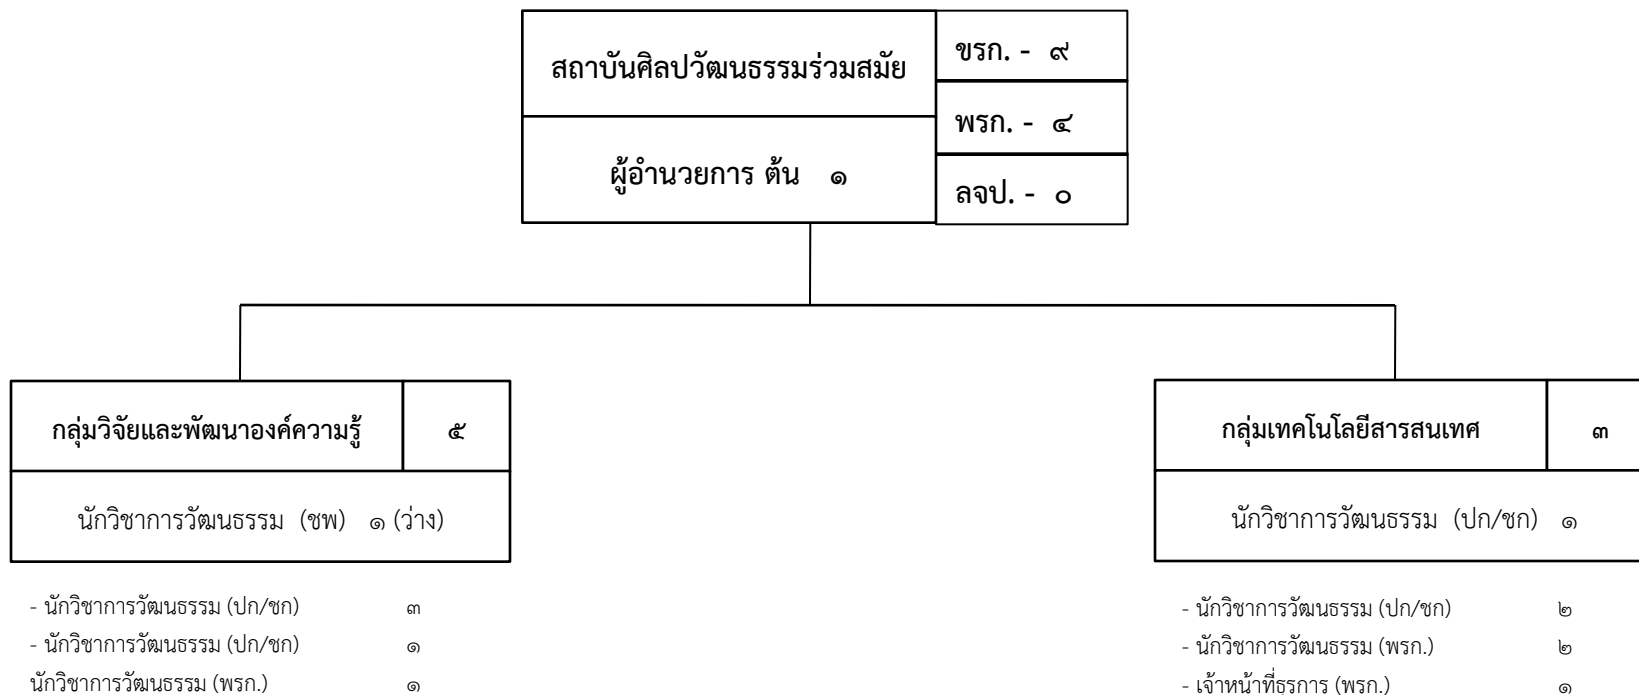 สถาบันศิลปวัฒนธรรมร่วมสมัย
ผู้อำนวยการ ต้น ๑
ขรก. - ๙
พรก. - ๔
ลจป. - ๐
กลุ่มวิจัยและพัฒนาองค์ความรู้ ๕
นักวิชาการวัฒนธรรม (ชพ) ๑ (ว่าง)
- นักวิชาการวัฒนธรรม (ปก/ชก) ๓
- นักวิชาการวัฒนธรรม (ปก/ชก) ๑
นักวิชาการวัฒนธรรม (พรก.) ๑
กลุ่มเทคโนโลยีสารสนเทศ ๓
นักวิชาการวัฒนธรรม (ปก/ชก) ๑
- นักวิชาการวัฒนธรรม (ปก/ชก) ๒
- นักวิชาการวัฒนธรรม (พรก.) ๒
- เจ้าหน้าที่ธุรการ (พรก.) ๑